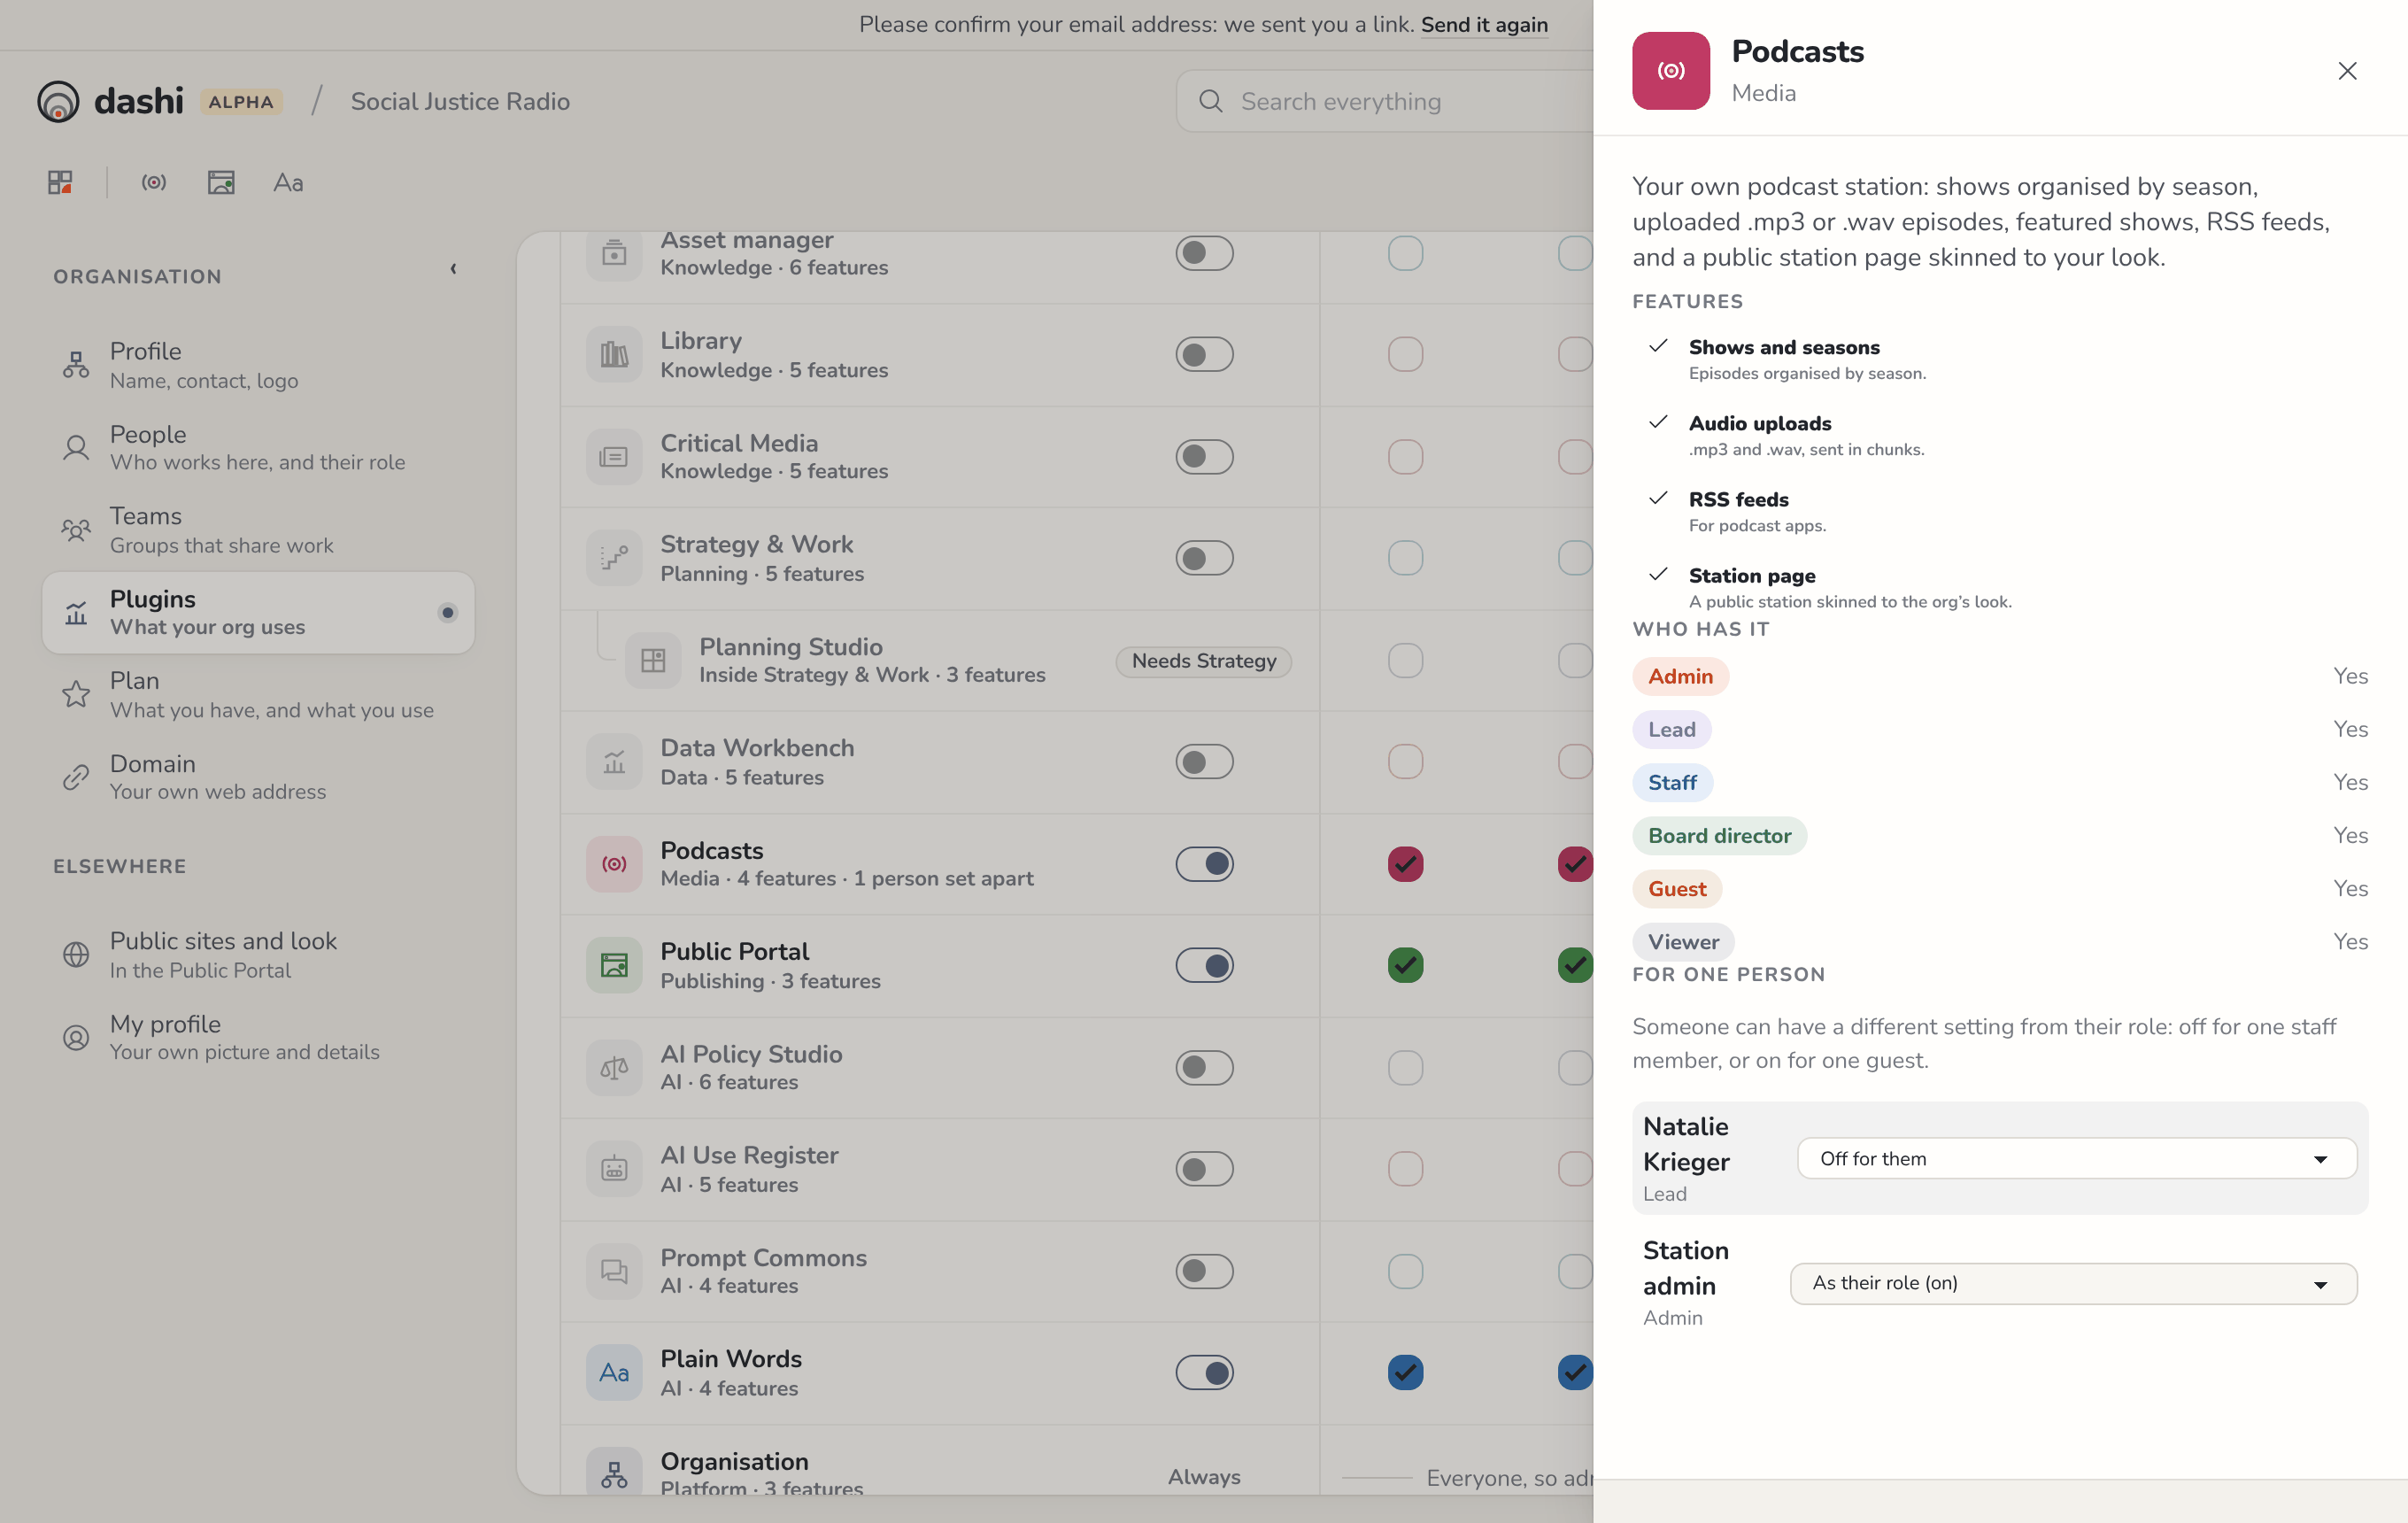 Please confirm your email address: we sent you a link. Send it again
dashi ALPHA / Social Justice Radio
Search everything
Aa
ORGANISATION
Profile
Name, contact, logo
People
Who works here, and their role
Teams
Groups that share work
Plugins
What your org uses
Plan
What you have, and what you use
Domain
Your own web address
ELSEWHERE
Public sites and look
In the Public Portal
My profile
Your own picture and details
Asset manager
Knowledge · 6 features
Library
Knowledge · 5 features
Critical Media
Knowledge · 5 features
Strategy & Work
Planning · 5 features
Planning Studio
Inside Strategy & Work · 3 features
Needs Strategy
Data Workbench
Data · 5 features
Podcasts
Media · 4 features · 1 person set apart
Public Portal
Publishing · 3 features
AI Policy Studio
AI · 6 features
AI Use Register
AI · 5 features
Prompt Commons
AI · 4 features
Aa
Plain Words
AI · 4 features
Organisation
Platform · 3 features
Always
Everyone, so adm
Podcasts
Media
Your own podcast station: shows organised by season,
uploaded .mp3 or .wav episodes, featured shows, RSS feeds,
and a public station page skinned to your look.
FEATURES
Shows and seasons
Episodes organised by season.
Audio uploads
.mp3 and .wav, sent in chunks.
RSS feeds
For podcast apps.
Station page
A public station skinned to the org's look.
WHO HAS IT
Admin Yes
Lead Yes
Staff Yes
Board director Yes
Guest Yes
Viewer Yes
FOR ONE PERSON
Someone can have a different setting from their role: off for one staff
member, or on for one guest.
Natalie
Krieger
Lead
Off for them
Station
admin
Admin
As their role (on)